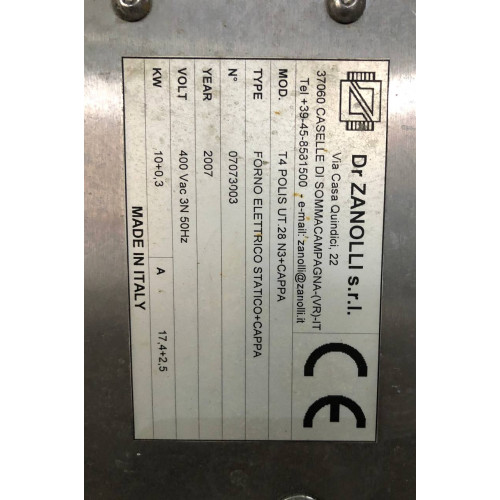 Dr ZANOLLI s.r.l.
Via Casa Quindici, 22
37060 CASELLE DI SOMMACAMPAGNA-(VR)-IT
Tel +39-45-8531500 , e-mail: zanolli@zanolli.it
MOD. T4 POLIS UT.28 N3+CAPPA
TYPE FORNO ELETTRICO STATICO+CAPPA
N° 07073003
YEAR 2007
VOLT 400 Vac 3N 50Hz
KW 10+0,3 A 17,4+2,5
MADE IN ITALY
CE